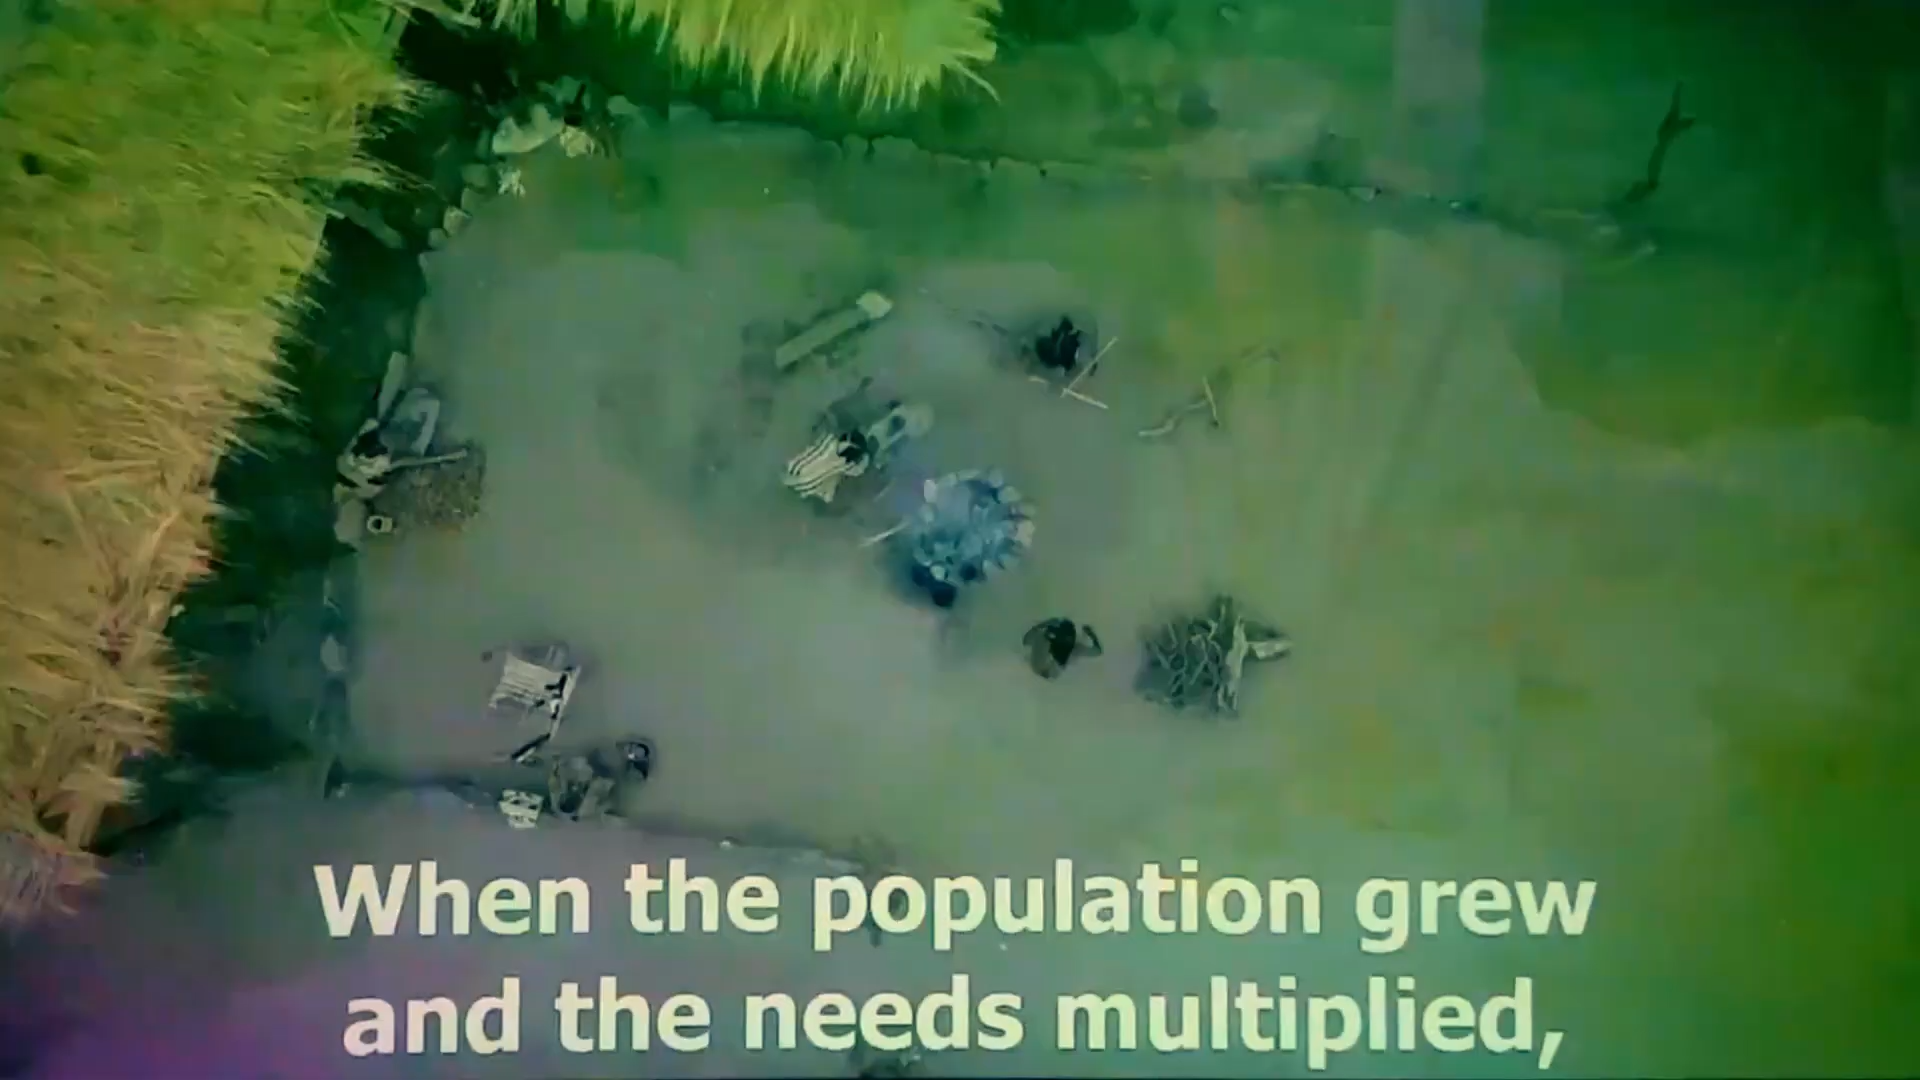 When the population grew
and the needs multiplied,